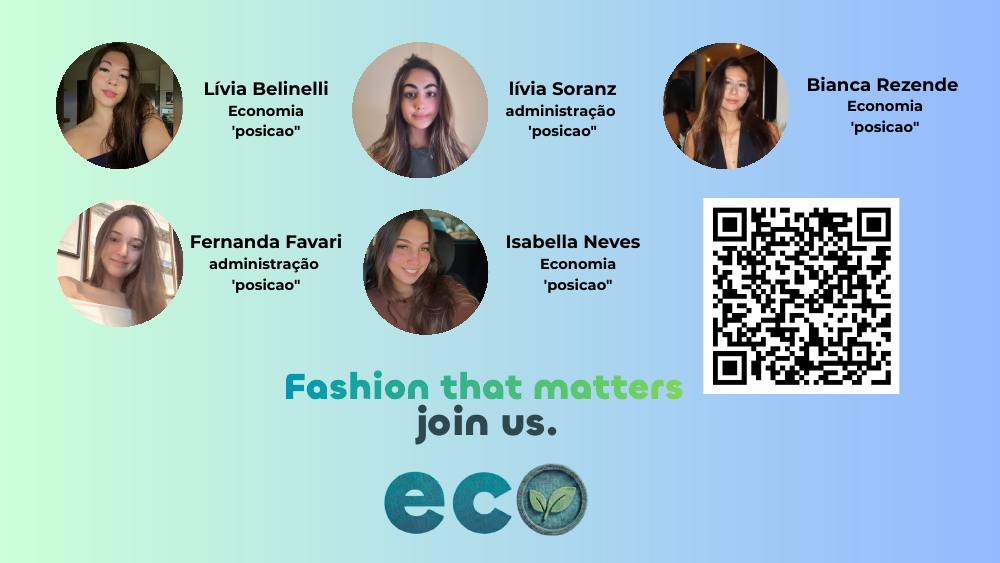 Lívia Belinelli
Economia
'posicao"
lívia Soranz
administração
'posicao"
Bianca Rezende
Economia
'posicao"
Fernanda Favari
administração
'posicao"
Isabella Neves
Economia
'posicao"
Fashion that matters
join us.
eco